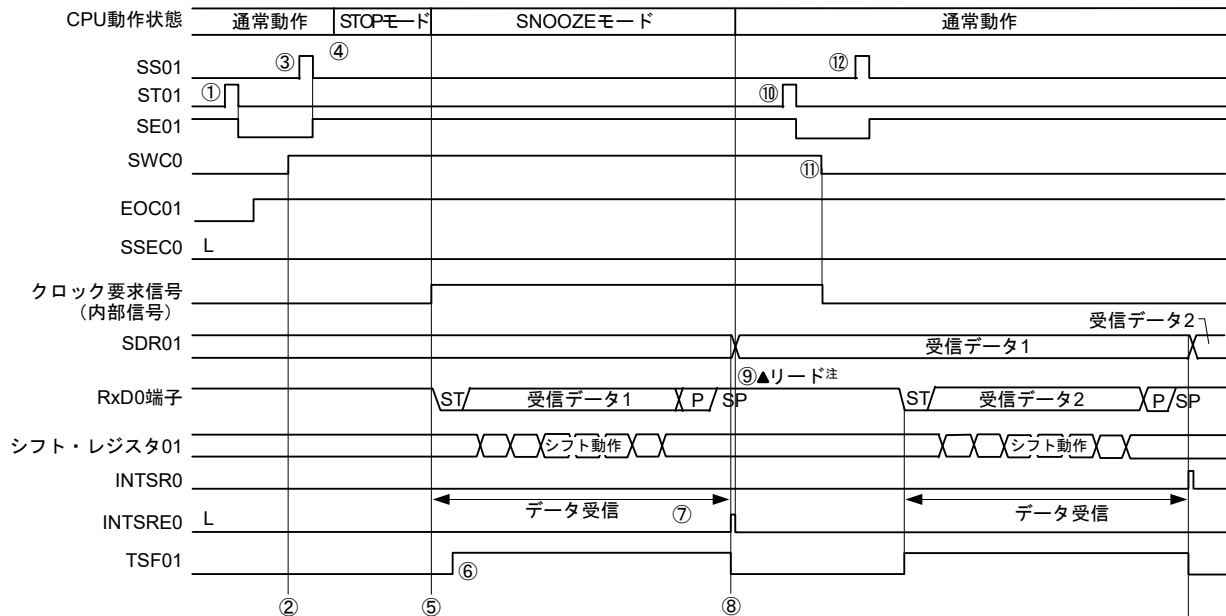 CPU動作状態 通常動作 STOPモード SNOOZEモード 通常動作
④
SS01 ③ ⑫
ST01 ① ⑩
SE01
SWC0 ⑪
EOC01
SSEC0 L
クロック要求信号
（内部信号）
受信データ2
SDR01 受信データ1
⑨▲リード注
RxD0端子 ST 受信データ1 P SP ST 受信データ2 P SP
シフト・レジスタ01 シフト動作 シフト動作
INTSR0
データ受信 ⑦ データ受信
INTSRE0 L
TSF01 ⑥
② ⑤ ⑧